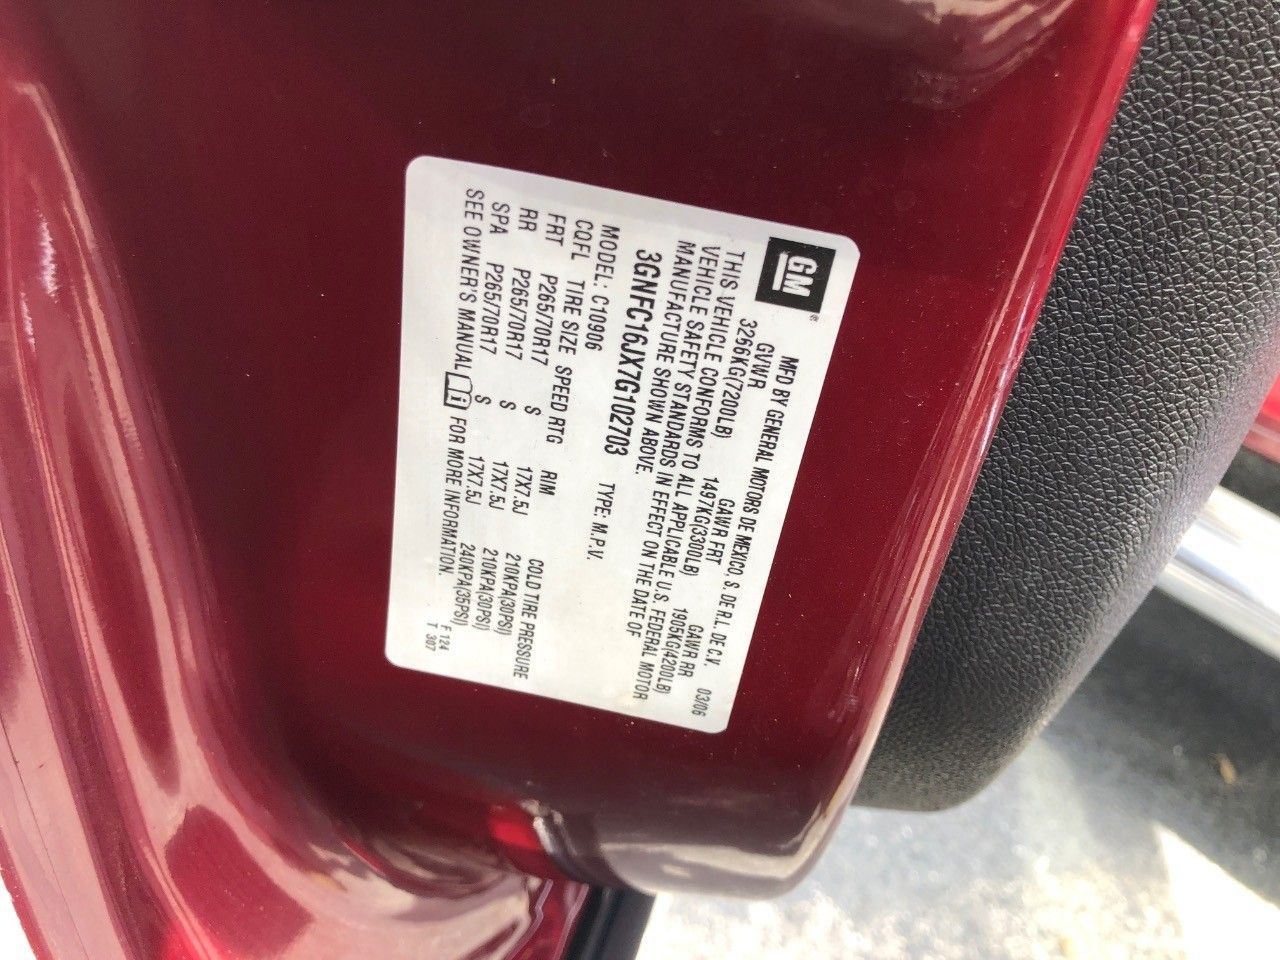 GM®
MFD BY GENERAL MOTORS DE MEXICO, S. DE R.L. DE C.V. 03/06
GVWR GAWR FRT GAWR RR
3266KG(7200LB) 1497KG(3300LB) 1905KG(4200LB)
THIS VEHICLE CONFORMS TO ALL APPLICABLE U.S. FEDERAL MOTOR
VEHICLE SAFETY STANDARDS IN EFFECT ON THE DATE OF
MANUFACTURE SHOWN ABOVE.
3GNFC16JX7G102703 TYPE: M.P.V.
MODEL: C10906
CQFL TIRE SIZE SPEED RTG RIM COLD TIRE PRESSURE
FRT P265/70R17 S 17X7.5J 210KPA(30PSI)
RR P265/70R17 S 17X7.5J 210KPA(30PSI)
SPA P265/70R17 S 17X7.5J 240KPA(35PSI)
SEE OWNER'S MANUAL FOR MORE INFORMATION.
F 124
T 307